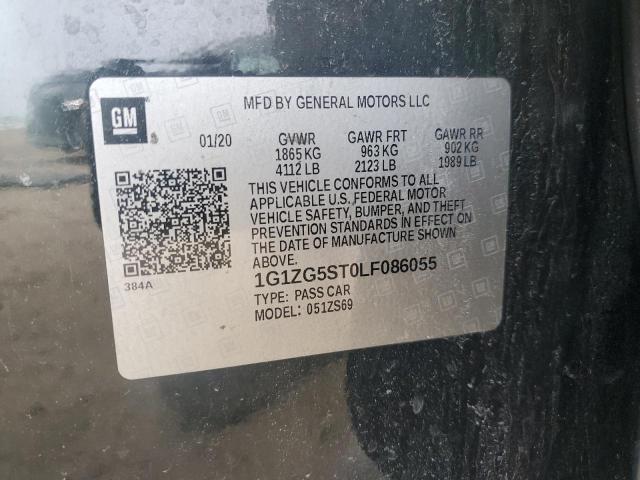 GM
MFD BY GENERAL MOTORS LLC
01/20 GVWR GAWR FRT GAWR RR
1865 KG 963 KG 902 KG
4112 LB 2123 LB 1989 LB
THIS VEHICLE CONFORMS TO ALL
APPLICABLE U.S. FEDERAL MOTOR
VEHICLE SAFETY, BUMPER, AND THEFT
PREVENTION STANDARDS IN EFFECT ON
THE DATE OF MANUFACTURE SHOWN
ABOVE.
384A
1G1ZG5ST0LF086055
TYPE: PASS CAR
MODEL: 051ZS69